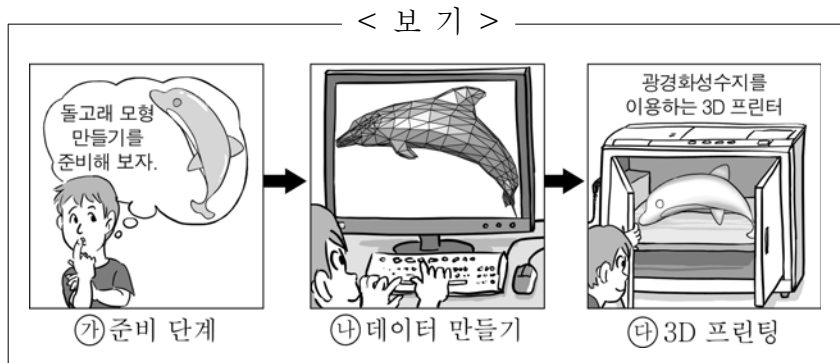 < 보 기 >
돌고래 모형
만들기를
준비해 보자.
광경화성수지를
이용하는 3D 프린터
㉮ 준비 단계
㉯ 데이터 만들기
㉰ 3D 프린팅